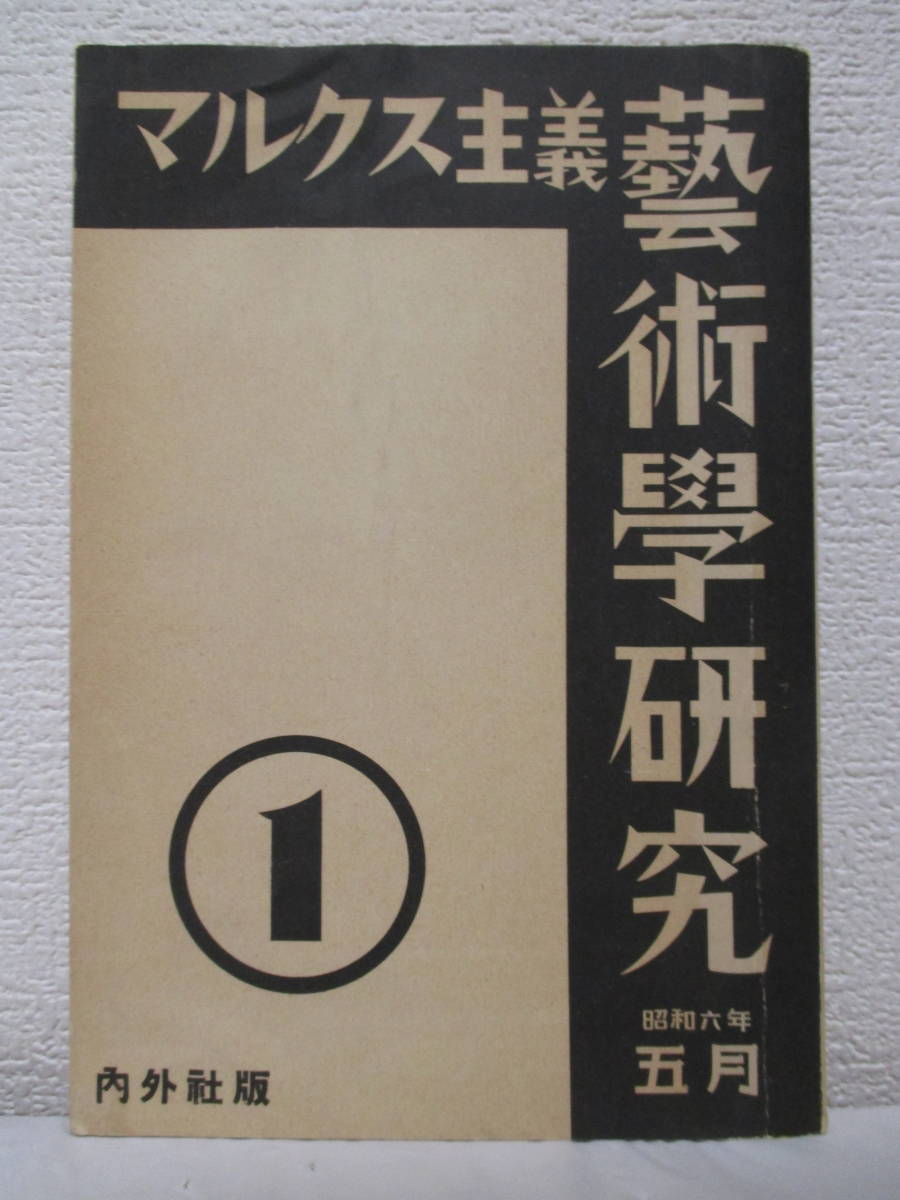 マルクス主義
藝術學研究
昭和六年
五月
1
內外社版